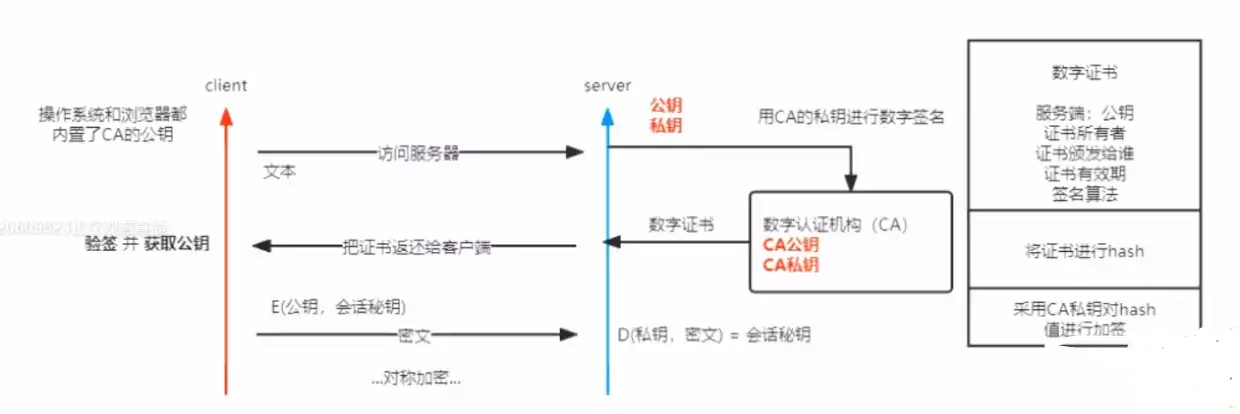 client
server
操作系统和浏览器都
内置了CA的公钥
公钥
私钥
用CA的私钥进行数字签名
访问服务器
文本
数字证书
数字认证机构（CA）
CA公钥
CA私钥
验签 并 获取公钥
把证书返还给客户端
E(公钥，会话秘钥)
密文
D(私钥，密文) = 会话秘钥
...对称加密...
数字证书
服务端：公钥
证书所有者
证书颁发给谁
证书有效期
签名算法
将证书进行hash
采用CA私钥对hash
值进行加签